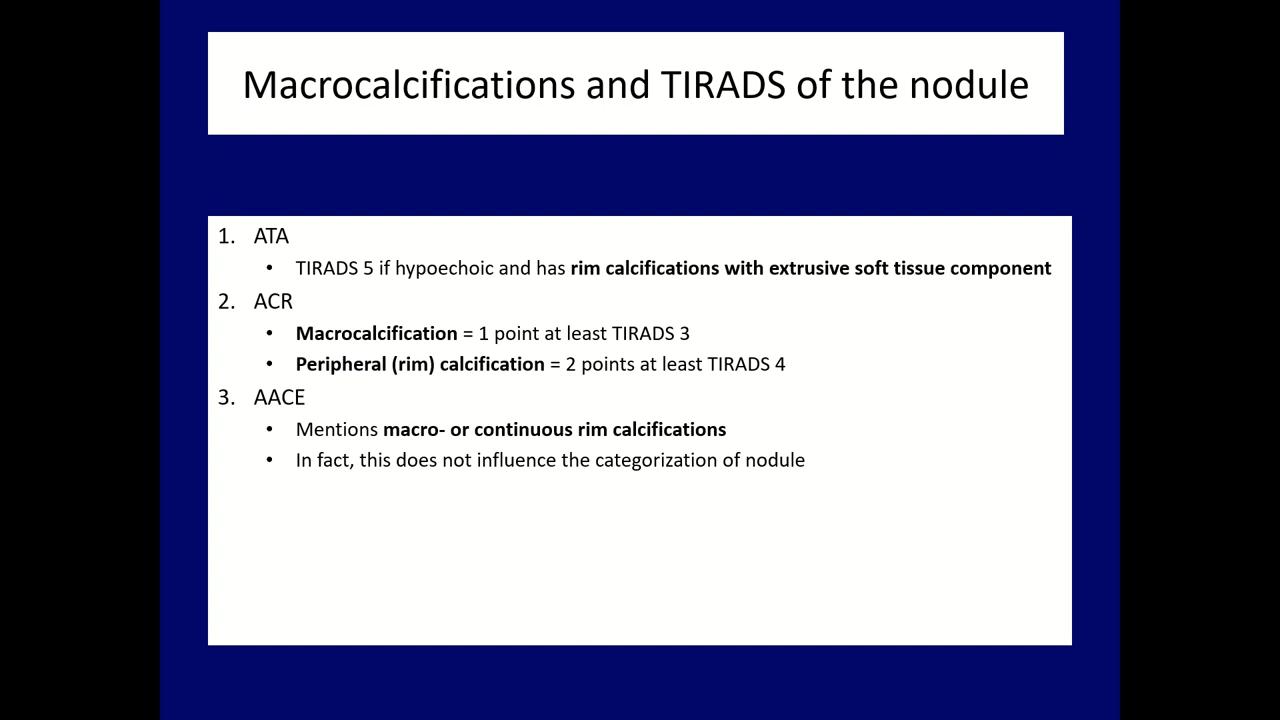 Macrocalcifications and TIRADS of the nodule
1. ATA
• TIRADS 5 if hypoechoic and has rim calcifications with extrusive soft tissue component
2. ACR
• Macrocalcification = 1 point at least TIRADS 3
• Peripheral (rim) calcification = 2 points at least TIRADS 4
3. AACE
• Mentions macro- or continuous rim calcifications
• In fact, this does not influence the categorization of nodule